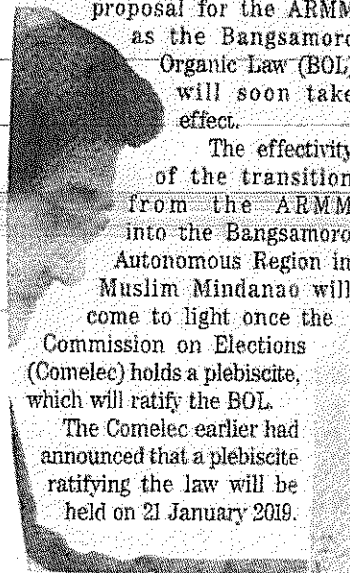 proposal for the ARMM
as the Bangsamoro
Organic Law (BOL)
will soon take
effect.
The effectivity
of the transition
from the ARMM
into the Bangsamoro
Autonomous Region in
Muslim Mindanao will
come to light once the
Commission on Elections
(Comelec) holds a plebiscite,
which will ratify the BOL.
The Comelec earlier had
announced that a plebiscite
ratifying the law will be
held on 21 January 2019.